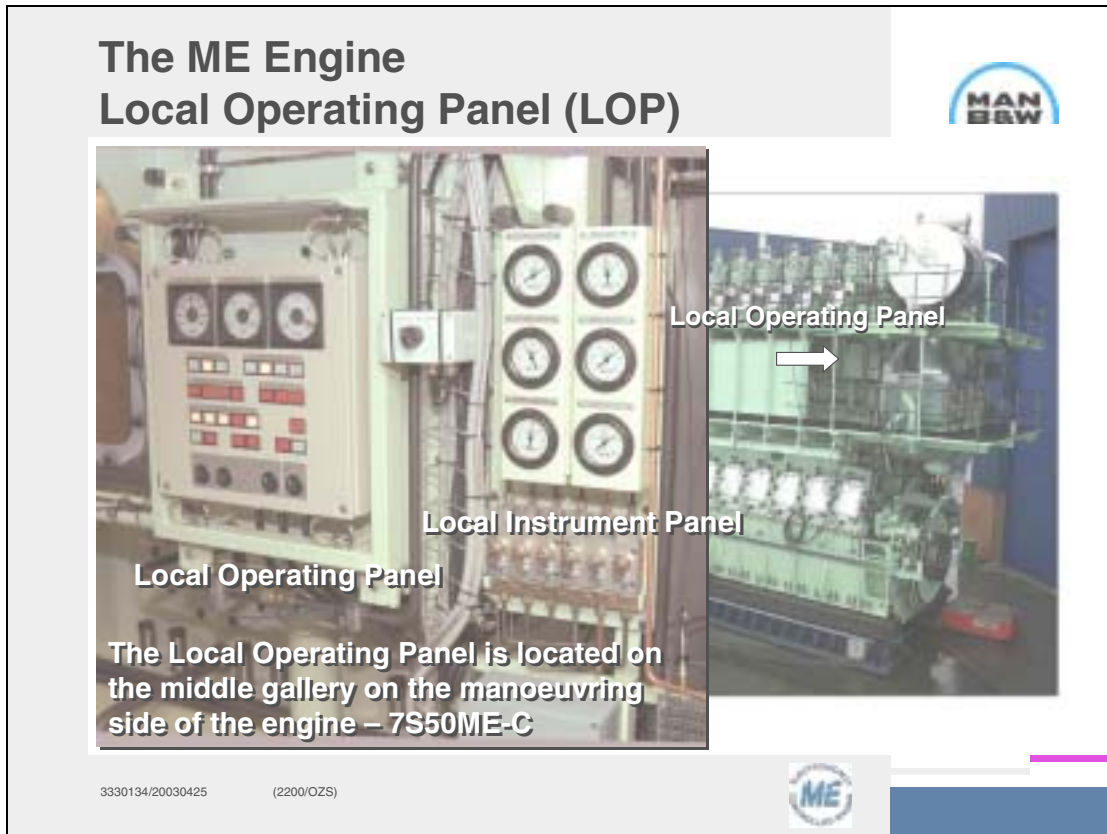 The ME Engine
Local Operating Panel (LOP)
MAN
B&W
Local Operating Panel
Local Instrument Panel
Local Operating Panel
The Local Operating Panel is located on
the middle gallery on the manoeuvring
side of the engine – 7S50ME-C
3330134/20030425 (2200/OZS)
ME